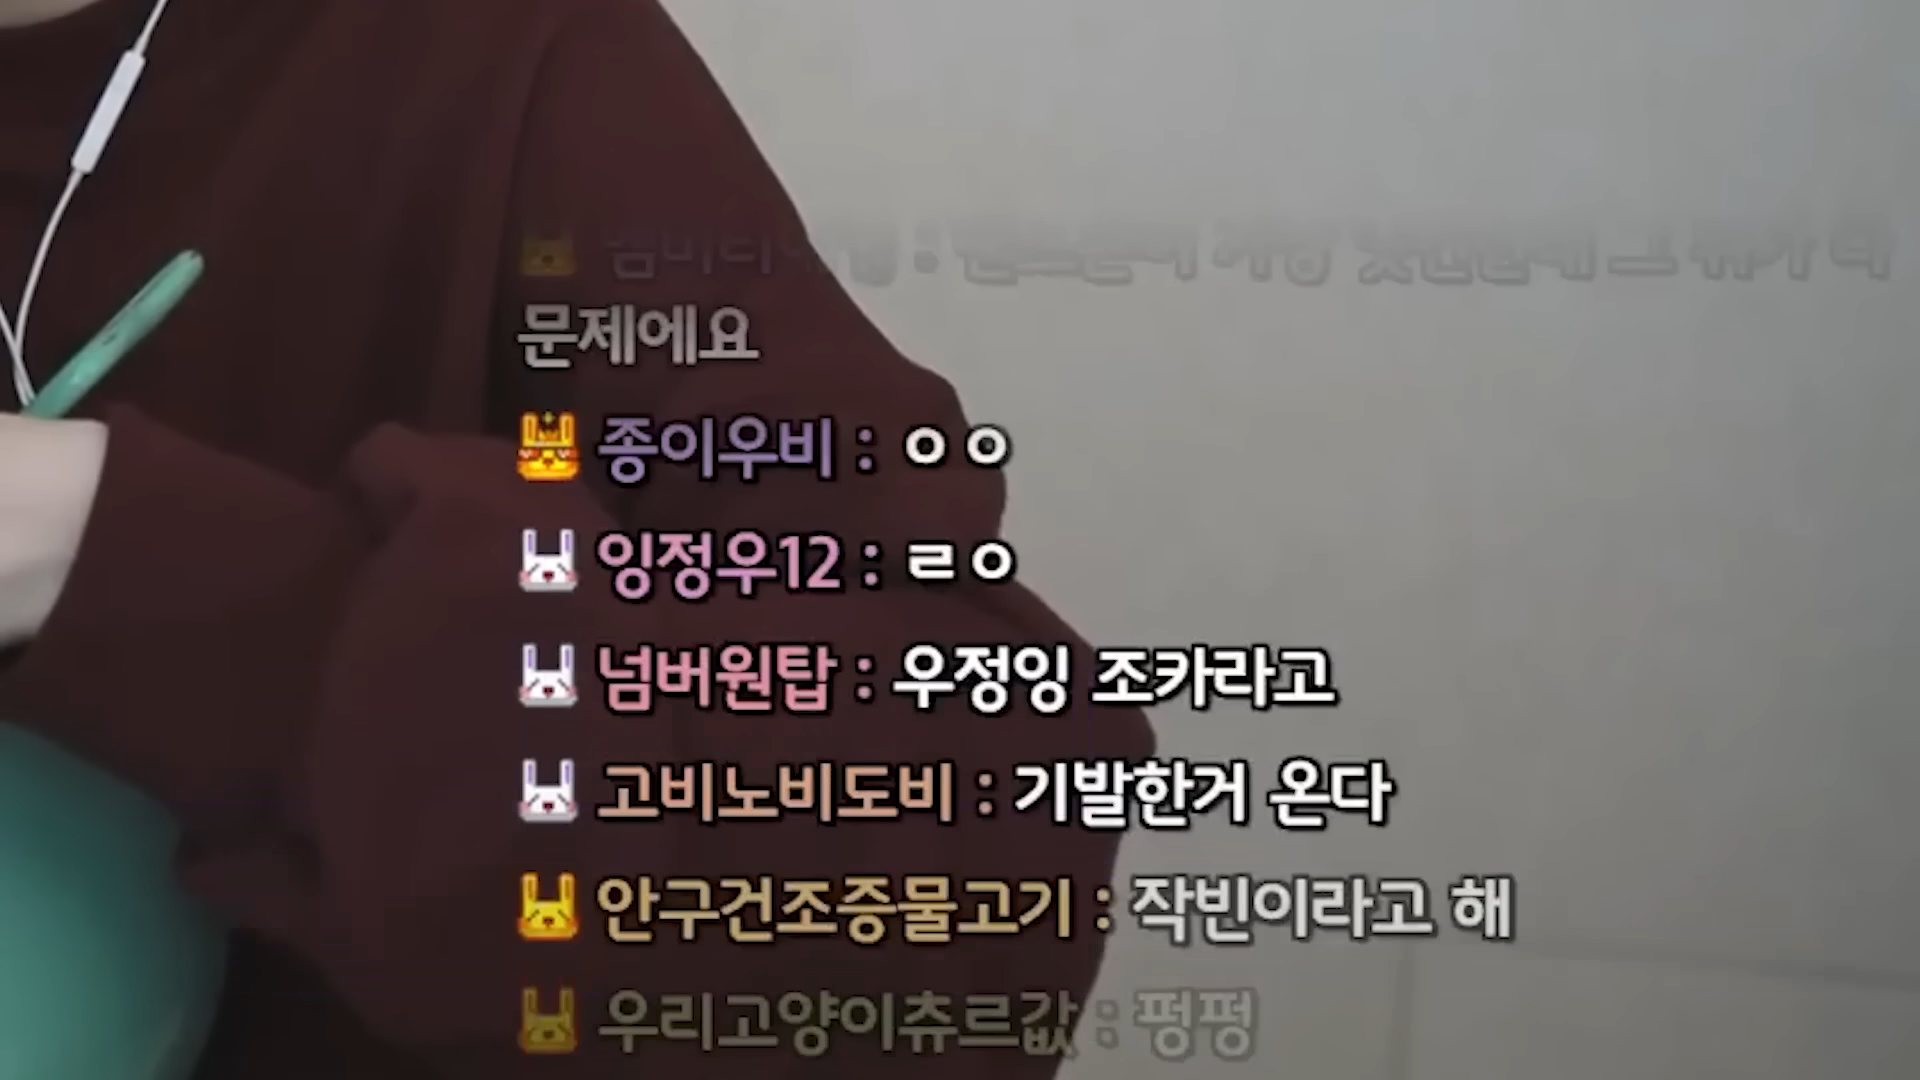 문제에요
종이우비 : ㅇㅇ
잉정우12 : ㄹㅇ
넘버원탑 : 우정잉 조카라고
고비노비도비 : 기발한거 온다
안구건조증물고기 : 작빈이라고 해
우리고양이츄르값 : 펑펑